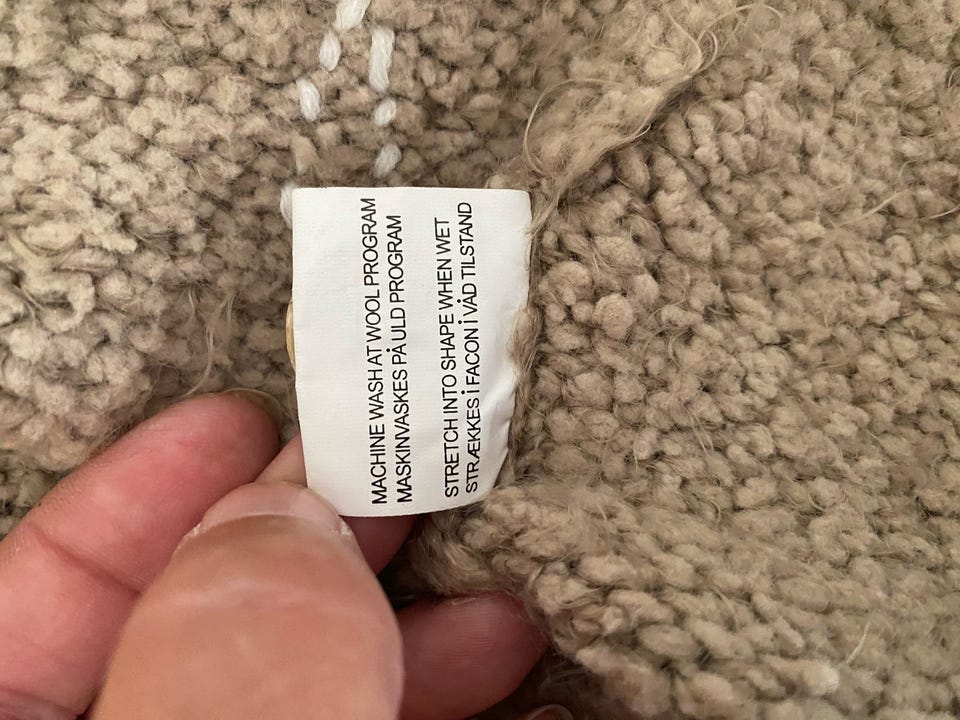 MACHINE WASH AT WOOL PROGRAM
MASKINVASKES PÅ ULD PROGRAM
STRETCH INTO SHAPE WHEN WET
STRÆKKES İ FACON İ VÅD TILSTAND